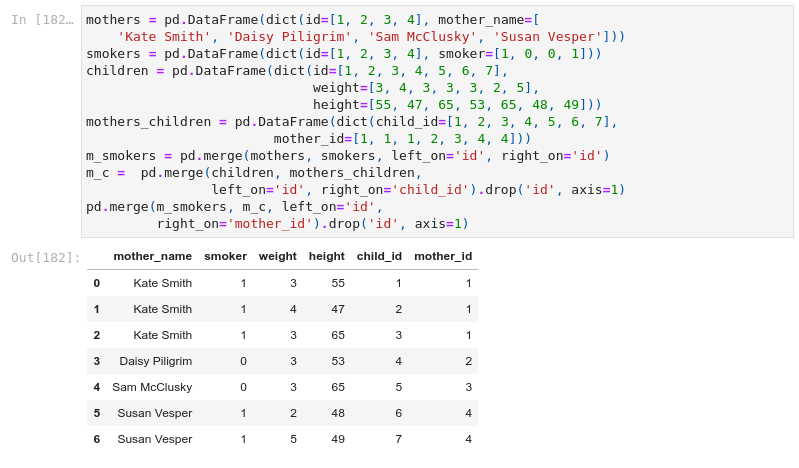 In [182…
mothers = pd.DataFrame(dict(id=[1, 2, 3, 4], mother_name=[
    'Kate Smith', 'Daisy Piligrim', 'Sam McClusky', 'Susan Vesper']))
smokers = pd.DataFrame(dict(id=[1, 2, 3, 4], smoker=[1, 0, 0, 1]))
children = pd.DataFrame(dict(id=[1, 2, 3, 4, 5, 6, 7],
                             weight=[3, 4, 3, 3, 3, 2, 5],
                             height=[55, 47, 65, 53, 65, 48, 49]))
mothers_children = pd.DataFrame(dict(child_id=[1, 2, 3, 4, 5, 6, 7],
                        mother_id=[1, 1, 1, 2, 3, 4, 4]))
m_smokers = pd.merge(mothers, smokers, left_on='id', right_on='id')
m_c =  pd.merge(children, mothers_children,
                left_on='id', right_on='child_id').drop('id', axis=1)
pd.merge(m_smokers, m_c, left_on='id',
         right_on='mother_id').drop('id', axis=1)
Out[182]:
mother_name smoker weight height child_id mother_id
0 Kate Smith 1 3 55 1 1
1 Kate Smith 1 4 47 2 1
2 Kate Smith 1 3 65 3 1
3 Daisy Piligrim 0 3 53 4 2
4 Sam McClusky 0 3 65 5 3
5 Susan Vesper 1 2 48 6 4
6 Susan Vesper 1 5 49 7 4